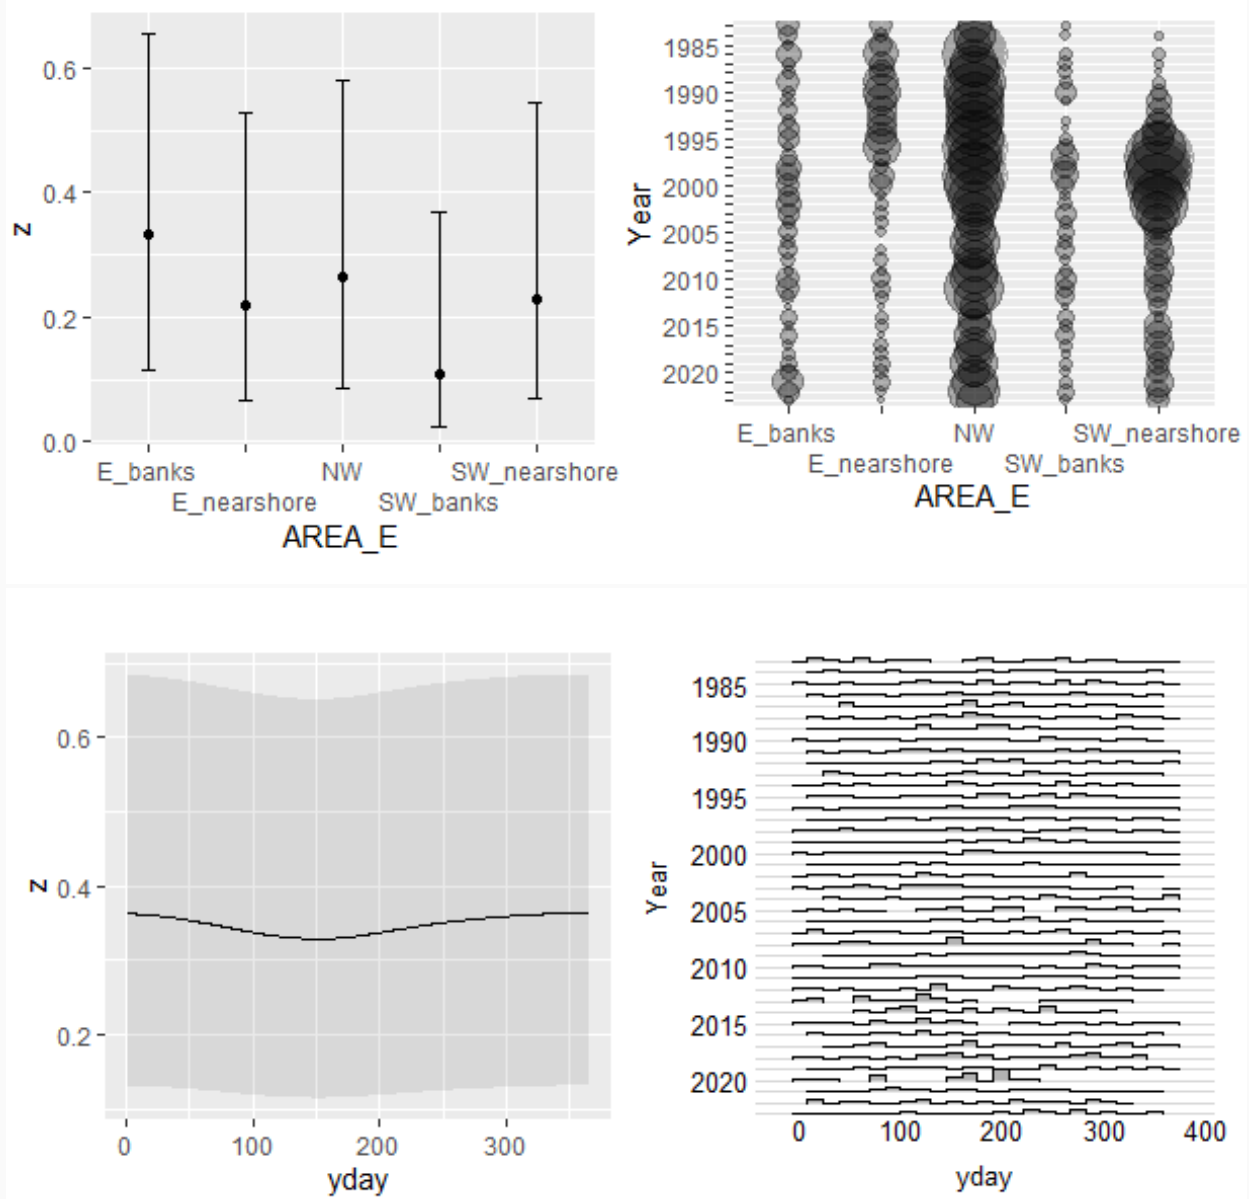 z
0.6
0.4
0.2
0.0
E_banks NW SW_nearshore
E_nearshore SW_banks
AREA_E
Year
1985
1990
1995
2000
2005
2010
2015
2020
E_banks NW SW_nearshore
E_nearshore SW_banks
AREA_E
z
0.6
0.4
0.2
0 100 200 300
yday
Year
1985
1990
1995
2000
2005
2010
2015
2020
0 100 200 300 400
yday